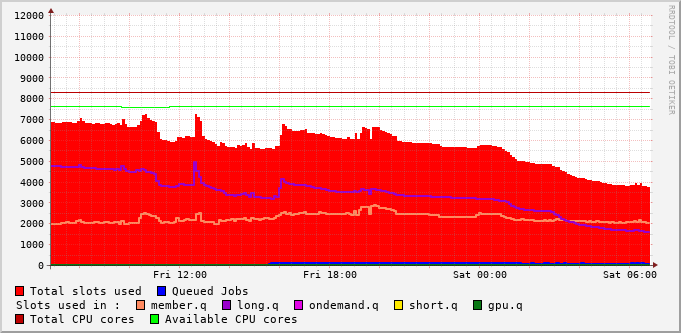 12000
11000
10000
9000
8000
7000
6000
5000
4000
3000
2000
1000
0
Fri 12:00 Fri 18:00 Sat 00:00 Sat 06:00
RRDTOOL / TOBI OETIKER
Total slots used Queued Jobs
Slots used in : member.q long.q ondemand.q short.q gpu.q
Total CPU cores Available CPU cores